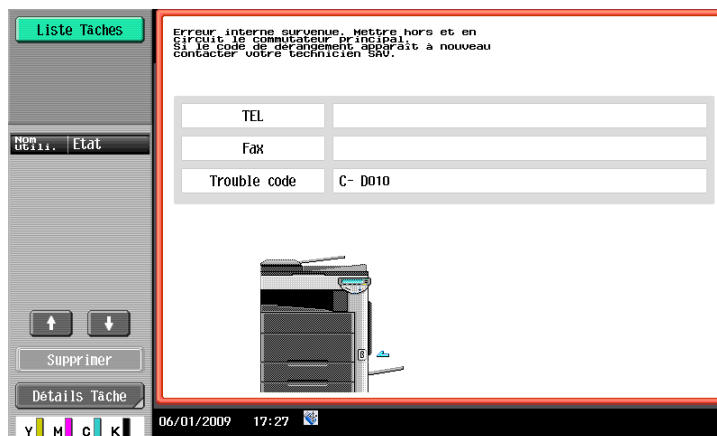 Liste Tâches
Erreur interne survenue. Mettre hors et en
circuit le commutateur principal.
Si le code de dérangement apparaît à nouveau
contacter votre technicien SAV.
TEL
Nom
utili.
Etat
Fax
Trouble code
C- D010
B
Supprimer
Détails Tâche
Y M C K
06/01/2009 17:27